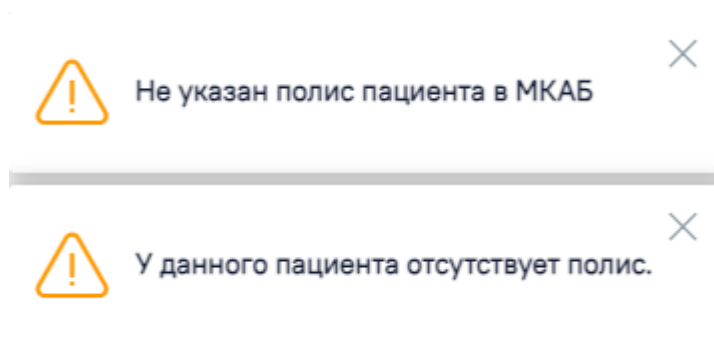 Не указан полис пациента в МКАБ
У данного пациента отсутствует полис.